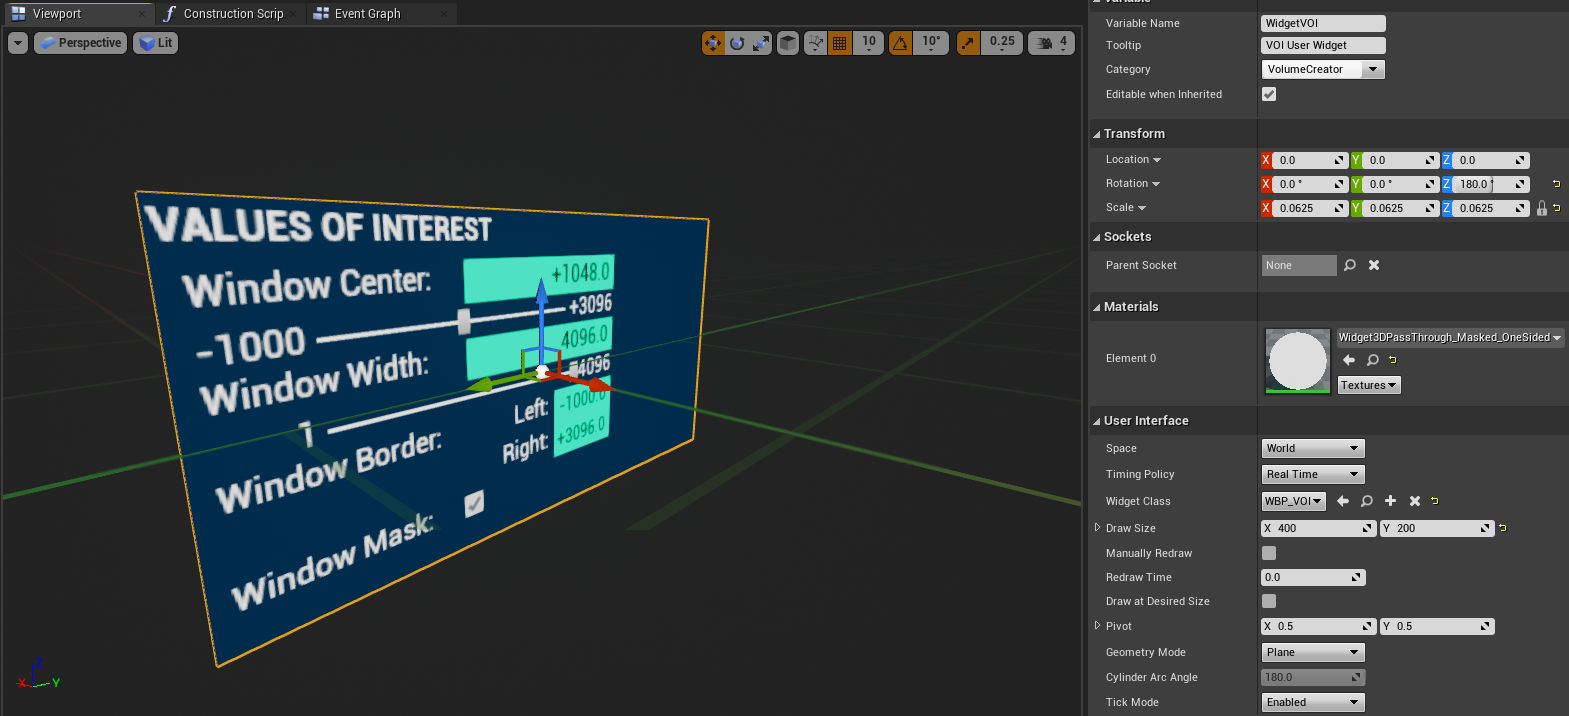 Viewport
Construction Scrip
Event Graph
Perspective
Lit
10
10°
0.25
4
VALUES OF INTEREST
Window Center:
+1048.0
-1000
+3096
Window Width:
4096.0
1
4096
Window Border:
Left:
-1000.0
Right:
+3096.0
Window Mask:
Z
X
Y
Variable
Variable Name
WidgetVOI
Tooltip
VOI User Widget
Category
VolumeCreator
Editable when Inherited
Transform
Location
X 0.0
Y 0.0
Z 0.0
Rotation
X 0.0 °
Y 0.0 °
Z 180.0 °
Scale
X 0.0625
Y 0.0625
Z 0.0625
Sockets
Parent Socket
None
Materials
Element 0
Widget3DPassThrough_Masked_OneSided
Textures
User Interface
Space
World
Timing Policy
Real Time
Widget Class
WBP_VOI
Draw Size
X 400
Y 200
Manually Redraw
Redraw Time
0.0
Draw at Desired Size
Pivot
X 0.5
Y 0.5
Geometry Mode
Plane
Cylinder Arc Angle
180.0
Tick Mode
Enabled